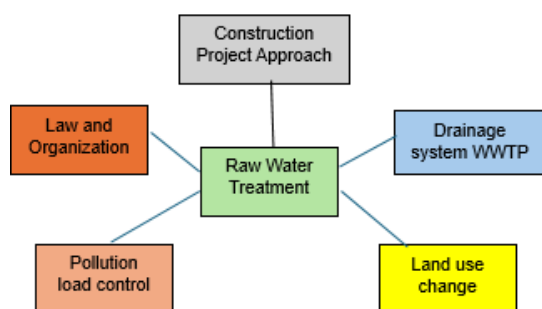 Construction
Project Approach
Law and
Organization
Drainage
system WWTP
Raw Water
Treatment
Pollution
load control
Land use
change